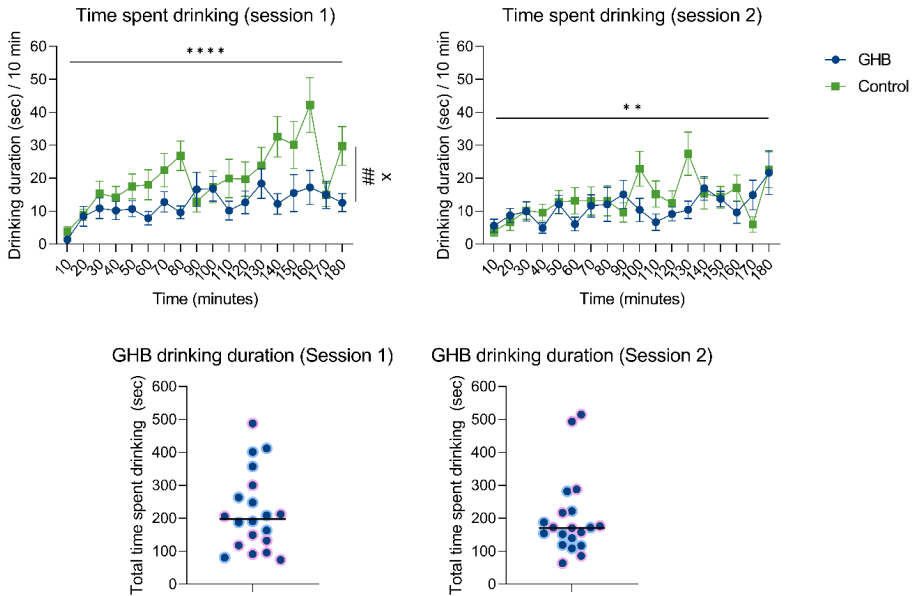 Time spent drinking (session 1)
Drinking duration (sec) / 10 min
60
50
40
30
20
10
0
****
##
x
10 20 30 40 50 60 70 80 90 100 110 120 130 140 150 160 170 180
Time (minutes)
Time spent drinking (session 2)
Drinking duration (sec) / 10 min
60
50
40
30
20
10
0
**
10 20 30 40 50 60 70 80 90 100 110 120 130 140 150 160 170 180
Time (minutes)
GHB
Control
GHB drinking duration (Session 1)
Total time spent drinking (sec)
600
500
400
300
200
100
0
GHB drinking duration (Session 2)
Total time spent drinking (sec)
600
500
400
300
200
100
0